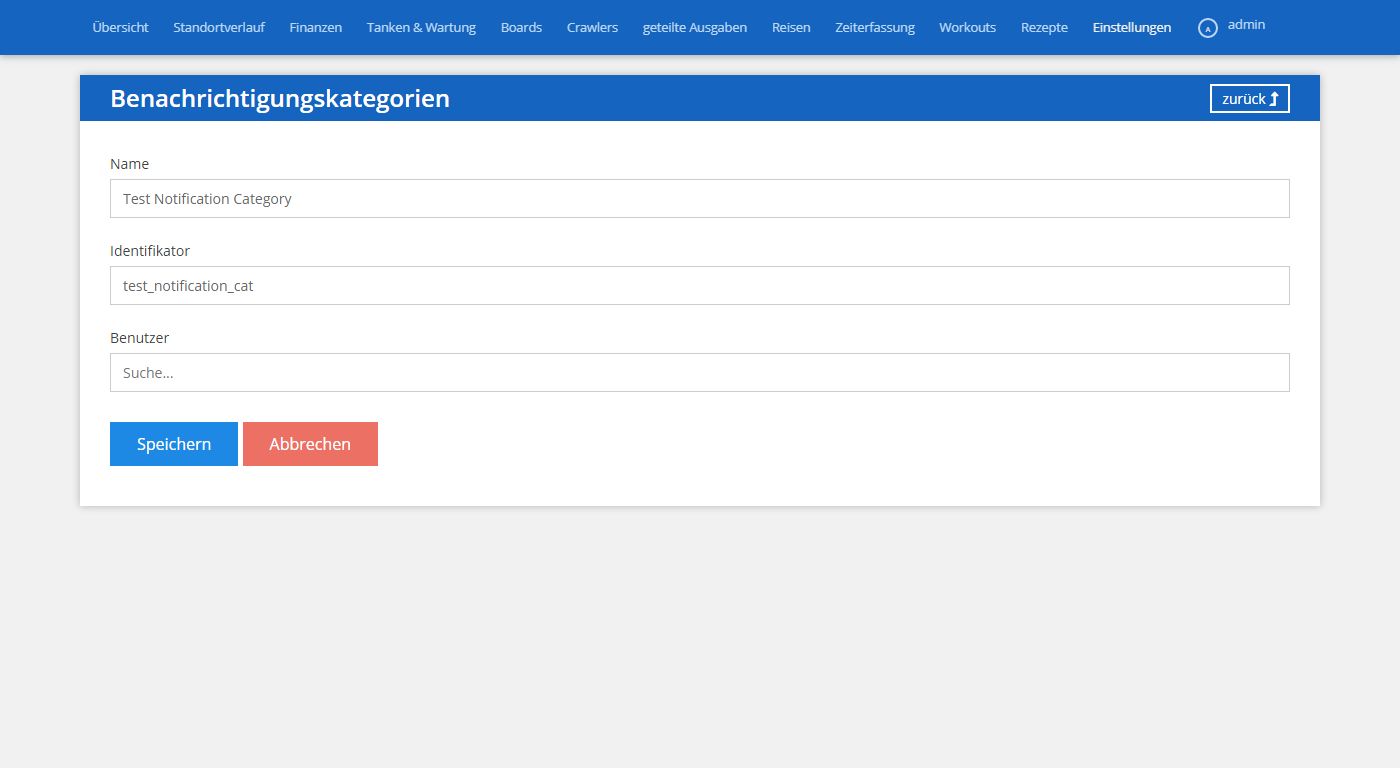 Übersicht Standortverlauf Finanzen Tanken & Wartung Boards Crawlers geteilte Ausgaben Reisen Zeiterfassung Workouts Rezepte Einstellungen A admin
Benachrichtigungskategorien zurück
Name
Test Notification Category
Identifikator
test_notification_cat
Benutzer
Suche...
Speichern Abbrechen